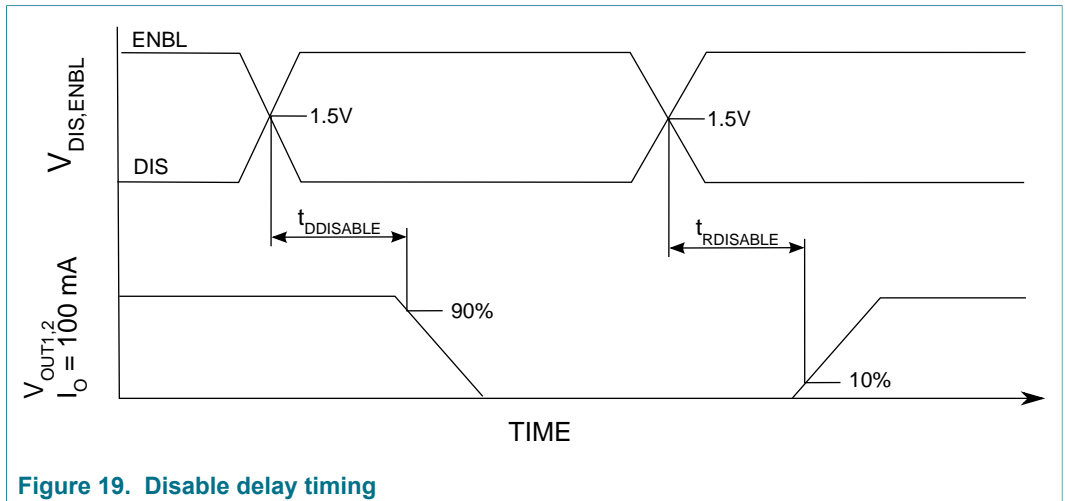 ENBL
V_DIS,ENBL
1.5V
1.5V
DIS
t_DDISABLE
t_RDISABLE
V_OUT1,2
I_O = 100 mA
90%
10%
TIME
Figure 19. Disable delay timing